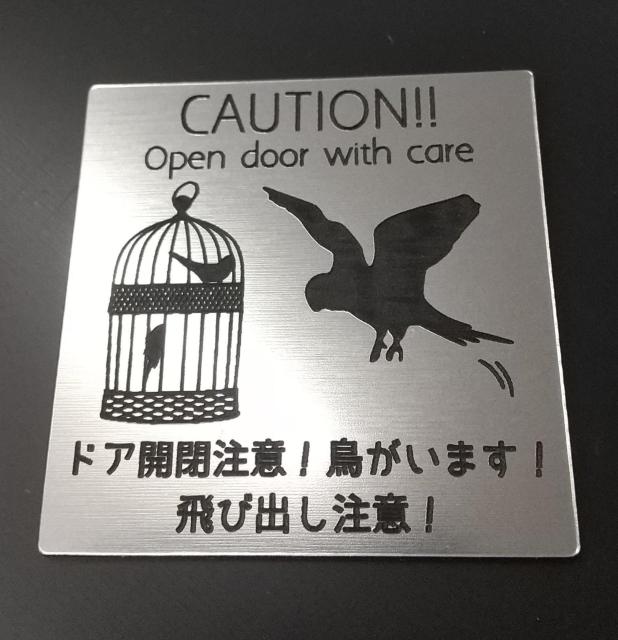 CAUTION!!
Open door with care
ドア開閉注意！鳥がいます！
飛び出し注意！